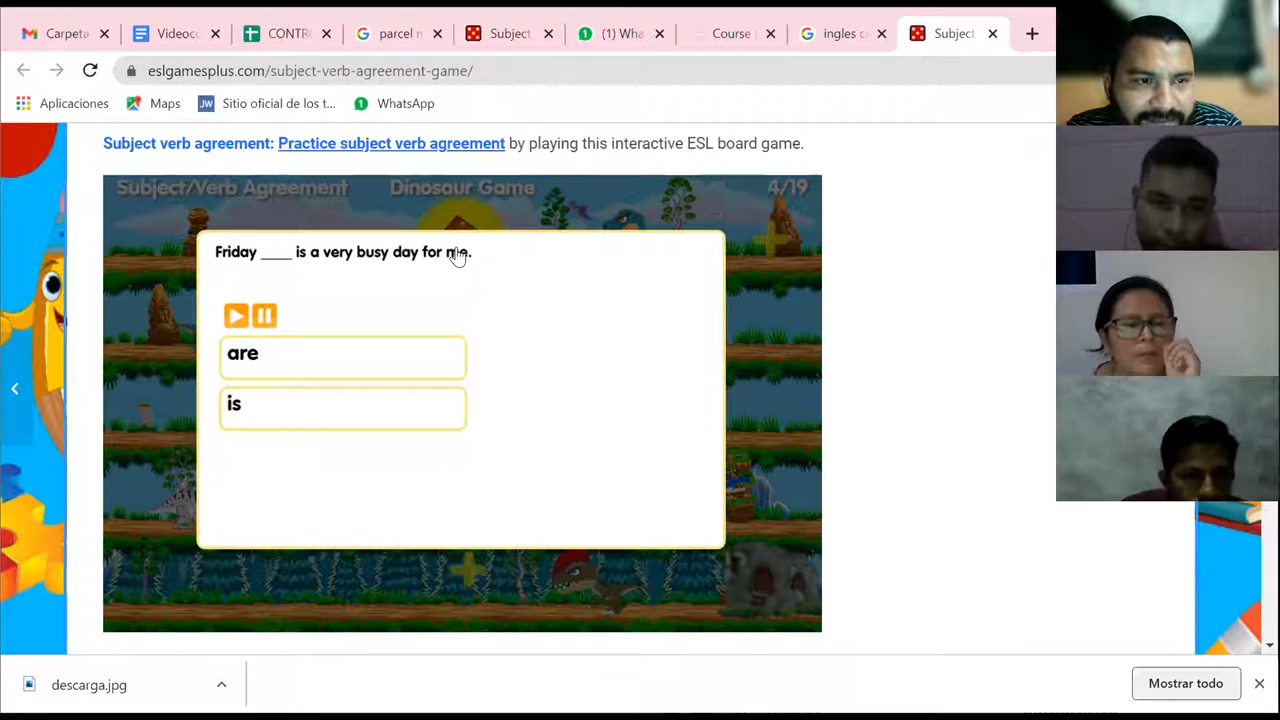 Carpeta
Videoco
CONTR
parcel n
Subject
(1) Wha
Course
ingles c
Subject
eslgamesplus.com/subject-verb-agreement-game/
Aplicaciones
Maps
JW Sitio oficial de los t...
1 WhatsApp
Subject verb agreement: Practice subject verb agreement by playing this interactive ESL board game.
Subject/Verb Agreement Dinosaur Game 4/19
Friday ____ is a very busy day for me.
are
is
descarga.jpg
Mostrar todo